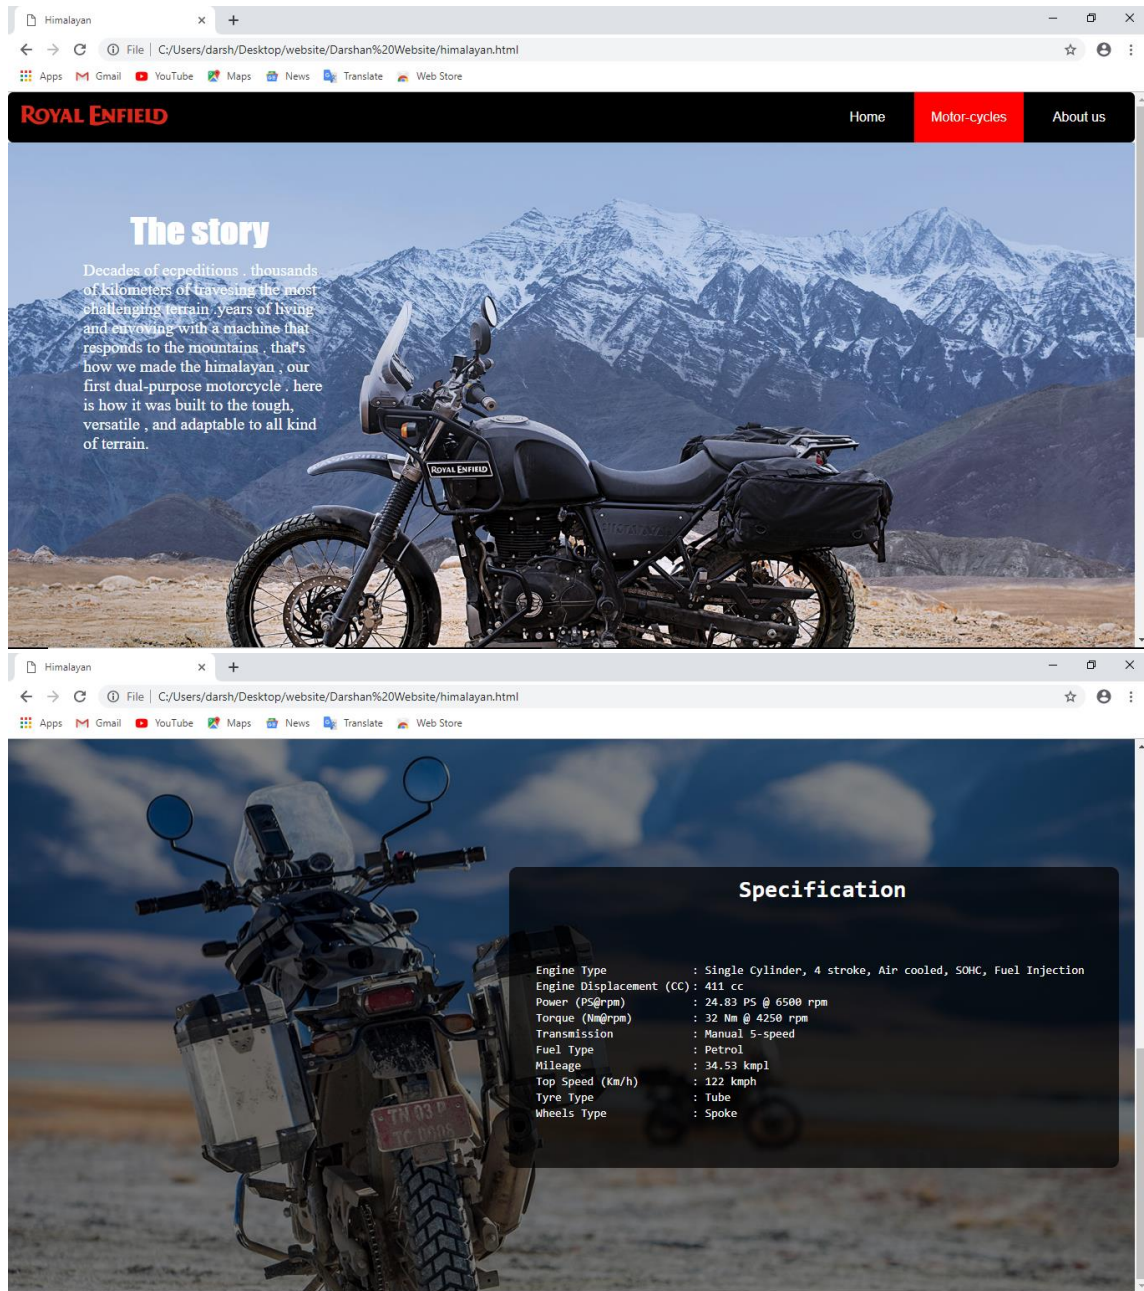 Himalayan
File | C:/Users/darsh/Desktop/website/Darshan%20Website/himalayan.html
Apps Gmail YouTube Maps News Translate Web Store
ROYAL ENFIELD Home Motor-cycles About us
The story
Decades of ecpeditions . thousands
of kilometers of travesing the most
challenging terrain .years of living
and envoving with a machine that
responds to the mountains . that's
how we made the himalayan , our
first dual-purpose motorcycle . here
is how it was built to the tough,
versatile , and adaptable to all kind
of terrain.
ROYAL ENFIELD
Himalayan
File | C:/Users/darsh/Desktop/website/Darshan%20Website/himalayan.html
Apps Gmail YouTube Maps News Translate Web Store
Specification
Engine Type : Single Cylinder, 4 stroke, Air cooled, SOHC, Fuel Injection
Engine Displacement (CC): 411 cc
Power (PS@rpm) : 24.83 PS @ 6500 rpm
Torque (Nm@rpm) : 32 Nm @ 4250 rpm
Transmission : Manual 5-speed
Fuel Type : Petrol
Mileage : 34.53 kmpl
Top Speed (Km/h) : 122 kmph
Tyre Type : Tube
Wheels Type : Spoke
TN 03 P